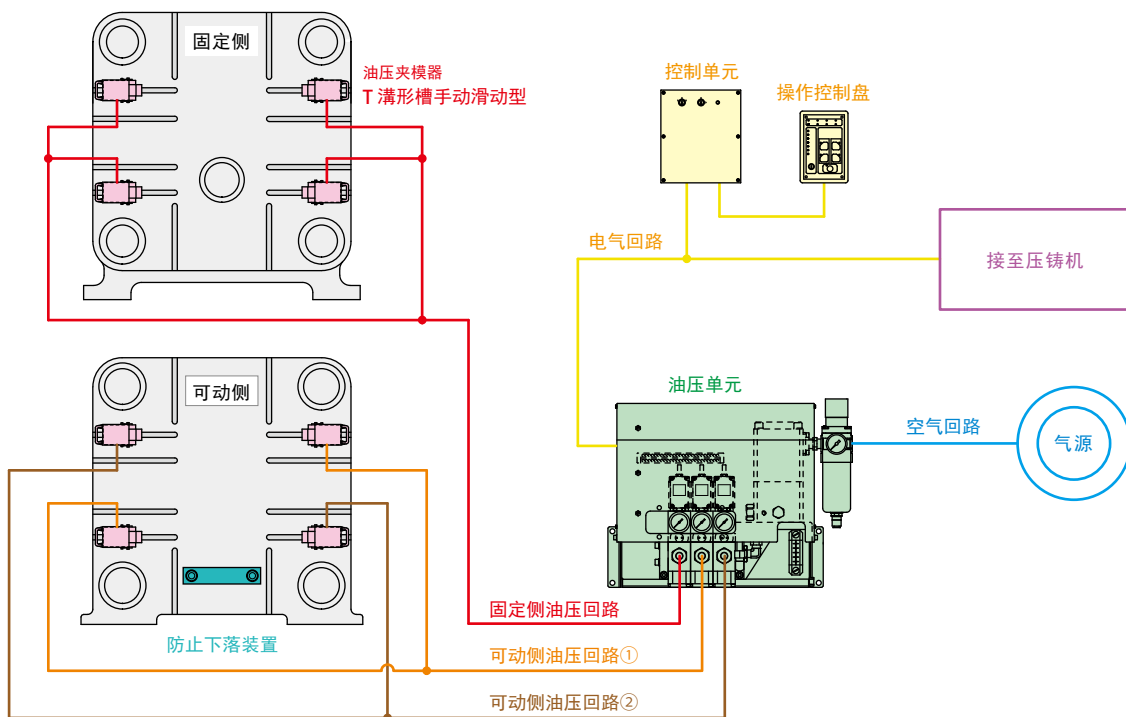 固定侧
油压夹模器
T 溝形槽手动滑动型
控制单元
操作控制盘
电气回路
接至压铸机
可动侧
油压单元
空气回路
气源
固定侧油压回路
防止下落装置
可动侧油压回路①
可动侧油压回路②